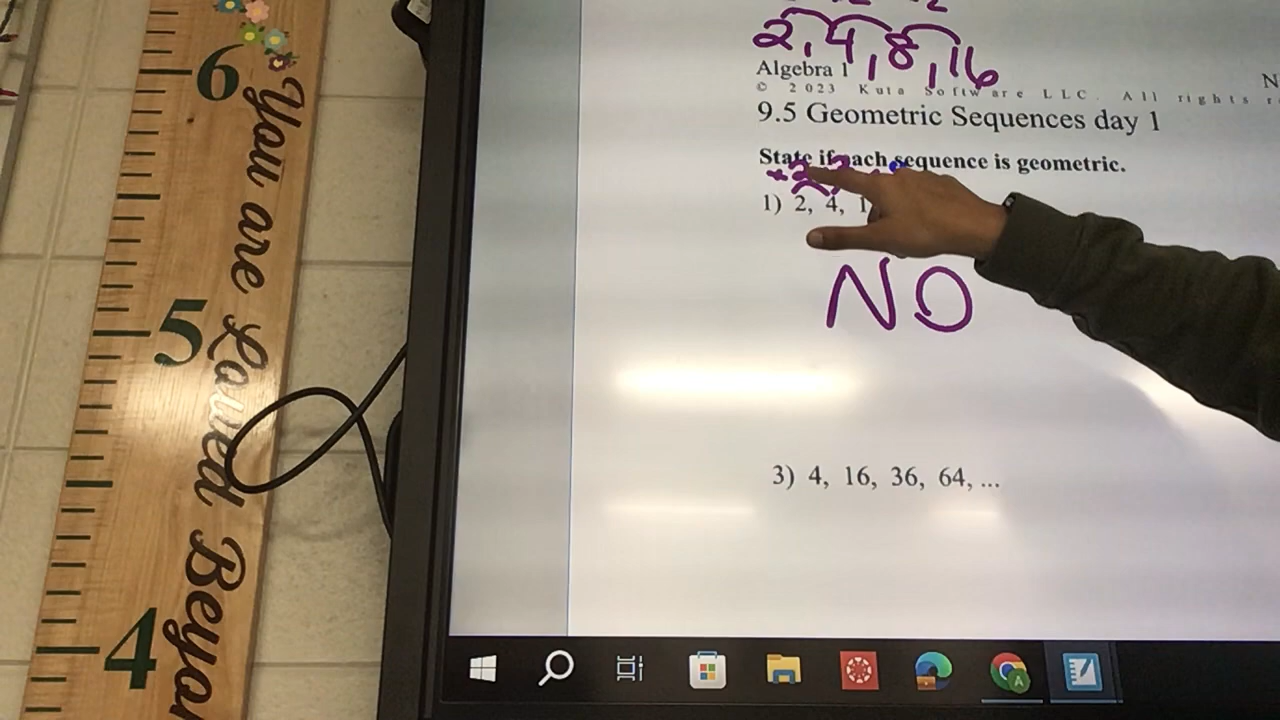 6
You are Loved Beyon
5
4
2, 4, 8, 16
Algebra 1
© 2023 Kuta Software LLC. All rights r
9.5 Geometric Sequences day 1
State if each sequence is geometric.
1) 2, 4, 1
NO
3) 4, 16, 36, 64, ...